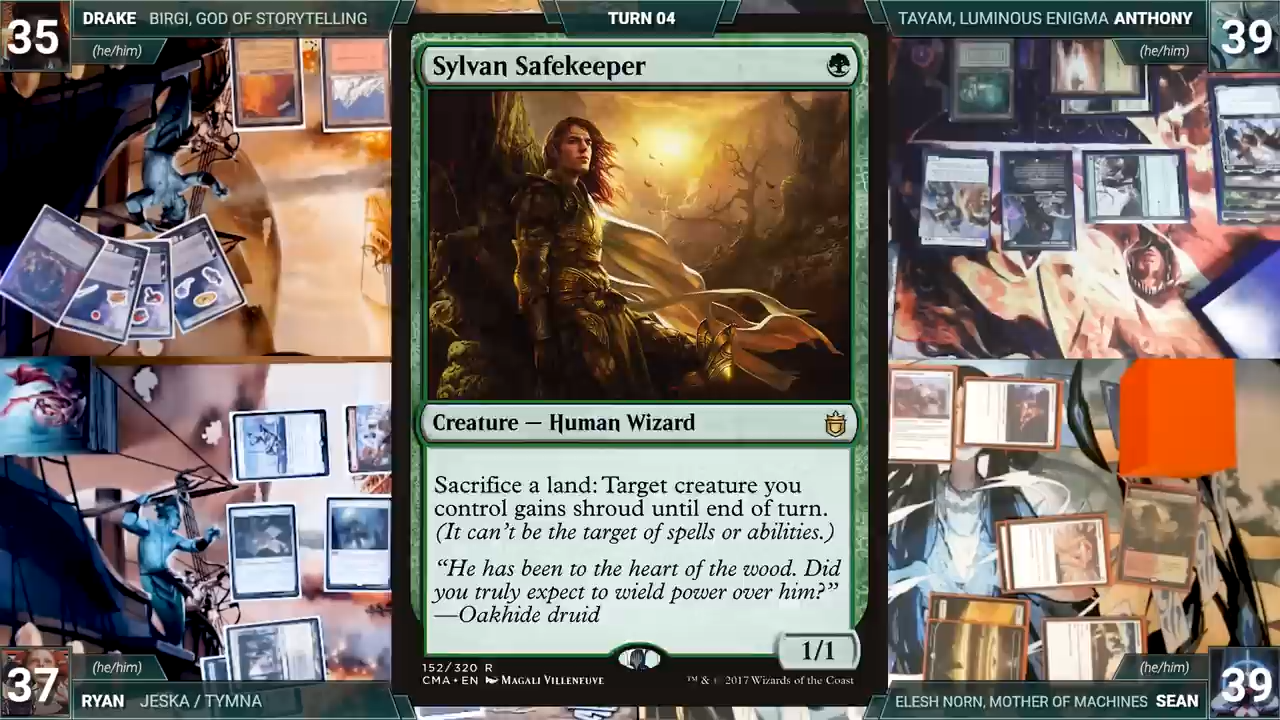 35
DRAKE BIRGI, GOD OF STORYTELLING
(he/him)
TURN 04
TAYAM, LUMINOUS ENIGMA ANTHONY
(he/him)
39
Sylvan Safekeeper
Creature — Human Wizard
Sacrifice a land: Target creature you
control gains shroud until end of turn.
(It can't be the target of spells or abilities.)
"He has been to the heart of the wood. Did
you truly expect to wield power over him?"
—Oakhide druid
1/1
152/320 R
CMA • EN MAGALI VILLENEUVE
™ & © 2017 Wizards of the Coast
37
(he/him)
RYAN JESKA / TYMNA
(he/him)
ELESH NORN, MOTHER OF MACHINES SEAN
39